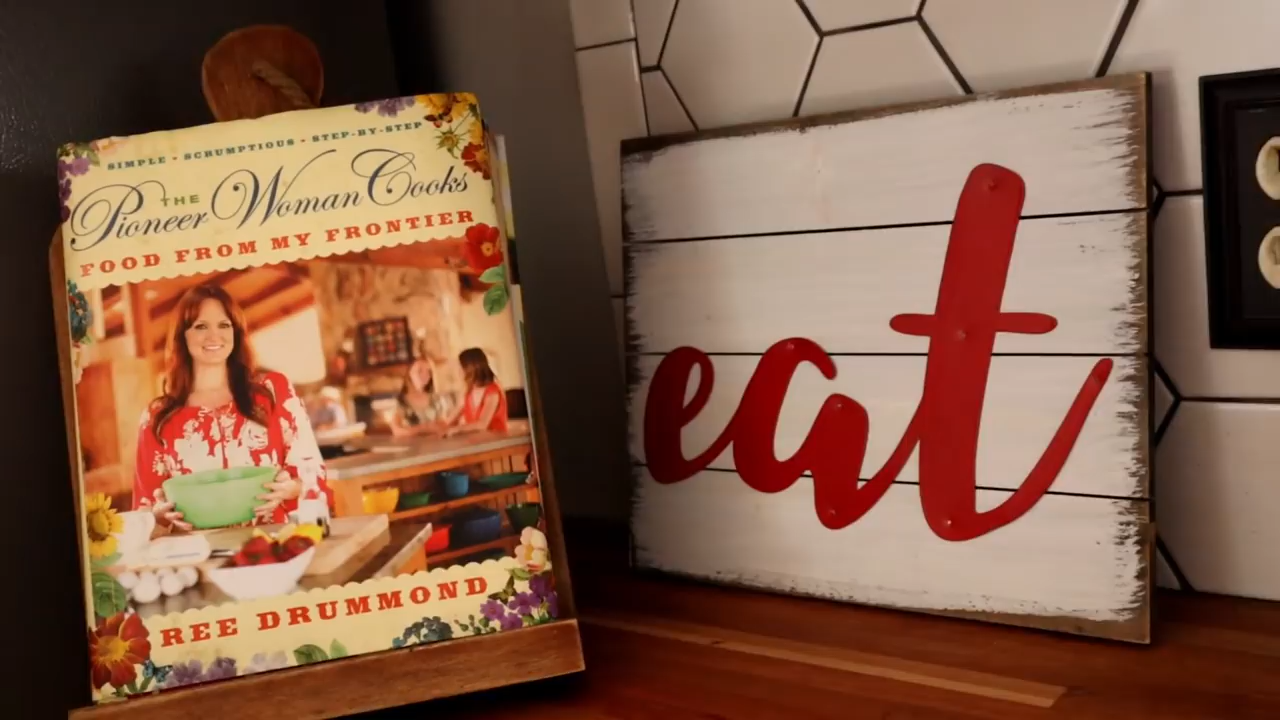 SIMPLE • SCRUMPTIOUS • STEP-BY-STEP
THE
Pioneer Woman Cooks
FOOD FROM MY FRONTIER
REE DRUMMOND
eat